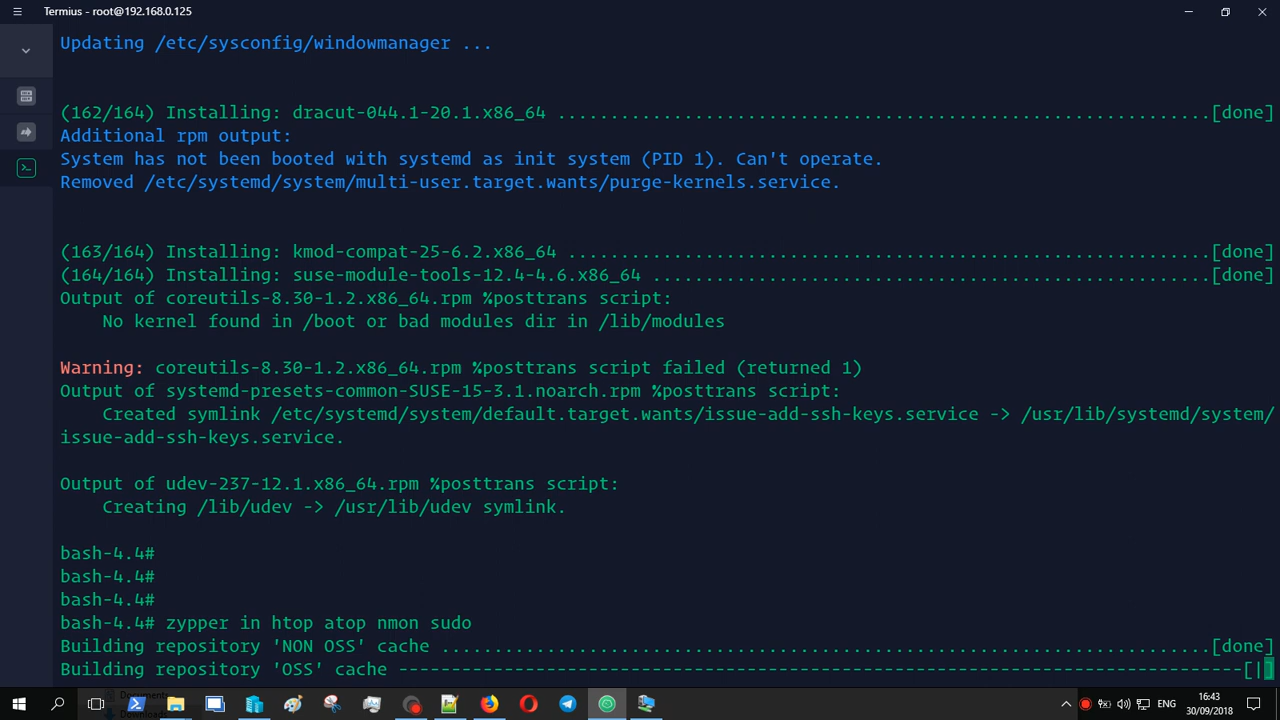 Termius - root@192.168.0.125
Updating /etc/sysconfig/windowmanager ...
(162/164) Installing: dracut-044.1-20.1.x86_64 ..............................................................[done]
Additional rpm output:
System has not been booted with systemd as init system (PID 1). Can't operate.
Removed /etc/systemd/system/multi-user.target.wants/purge-kernels.service.
(163/164) Installing: kmod-compat-25-6.2.x86_64 .............................................................[done]
(164/164) Installing: suse-module-tools-12.4-4.6.x86_64 .....................................................[done]
Output of coreutils-8.30-1.2.x86_64.rpm %posttrans script:
No kernel found in /boot or bad modules dir in /lib/modules
Warning: coreutils-8.30-1.2.x86_64.rpm %posttrans script failed (returned 1)
Output of systemd-presets-common-SUSE-15-3.1.noarch.rpm %posttrans script:
Created symlink /etc/systemd/system/default.target.wants/issue-add-ssh-keys.service -> /usr/lib/systemd/system/
issue-add-ssh-keys.service.
Output of udev-237-12.1.x86_64.rpm %posttrans script:
Creating /lib/udev -> /usr/lib/udev symlink.
bash-4.4#
bash-4.4#
bash-4.4#
bash-4.4# zypper in htop atop nmon sudo
Building repository 'NON OSS' cache .........................................................................[done]
Building repository 'OSS' cache --------------------------------------------------------------------------------[|]
Documents
Downloads
ENG
16:43
30/09/2018